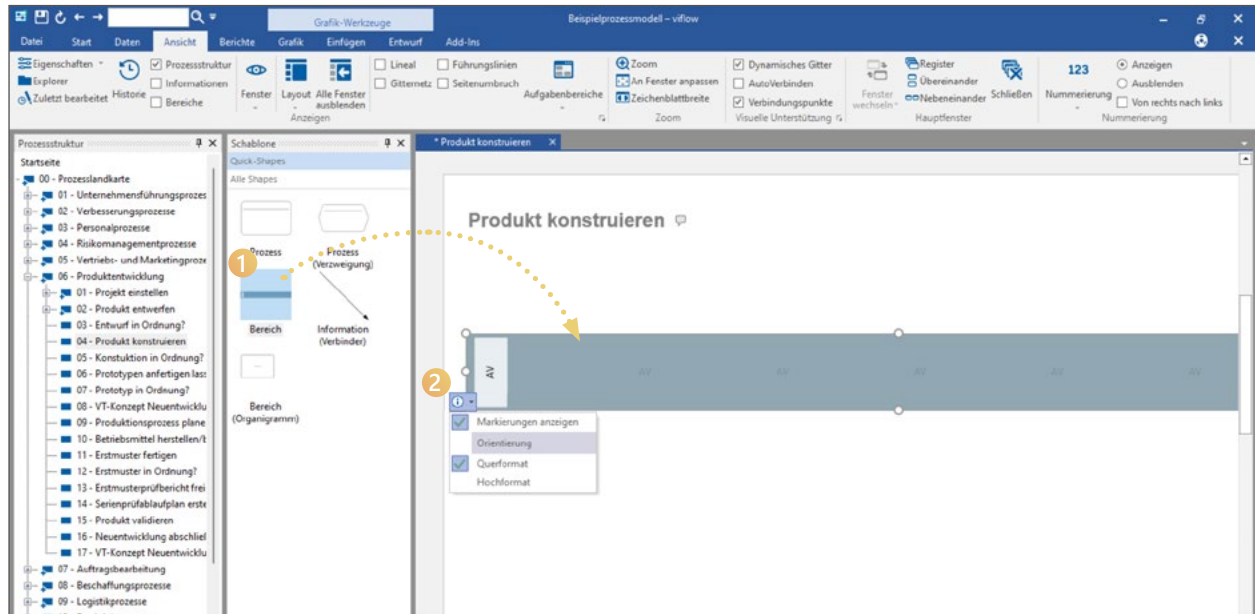 Grafik-Werkzeuge
Beispielprozessmodell – viflow
Datei Start Daten Ansicht Berichte Grafik Einfügen Entwurf Add-Ins
Eigenschaften
Explorer
Zuletzt bearbeitet
Historie
Prozessstruktur
Informationen
Bereiche
Fenster
Layout
Alle Fenster
ausblenden
Anzeigen
Lineal
Führungslinien
Gitternetz
Seitenumbruch
Aufgabenbereiche
Zoom
An Fenster anpassen
Zeichenblattbreite
Zoom
Dynamisches Gitter
AutoVerbinden
Verbindungspunkte
Visuelle Unterstützung
Fenster
wechseln
Register
Übereinander
Nebeneinander
Schließen
Hauptfenster
123
Nummerierung
Anzeigen
Ausblenden
Von rechts nach links
Nummerierung
Prozessstruktur
Startseite
00 - Prozesslandkarte
01 - Unternehmensführungsprozes
02 - Verbesserungsprozesse
03 - Personalprozesse
04 - Risikomanagementprozesse
05 - Vertriebs- und Marketingproze
06 - Produktentwicklung
01 - Projekt einstellen
02 - Produkt entwerfen
03 - Entwurf in Ordnung?
04 - Produkt konstruieren
05 - Konstuktion in Ordnung?
06 - Prototypen anfertigen lass
07 - Prototyp in Ordnung?
08 - VT-Konzept Neuentwicklu
09 - Produktionsprozess plane
10 - Betriebsmittel herstellen/b
11 - Erstmuster fertigen
12 - Erstmuster in Ordnung?
13 - Erstmusterprüfbericht frei
14 - Serienprüfablaufplan erste
15 - Produkt validieren
16 - Neuentwicklung abschließ
17 - VT-Konzept Neuentwicklu
07 - Auftragsbearbeitung
08 - Beschaffungsprozesse
09 - Logistikprozesse
Schablone
Quick-Shapes
Alle Shapes
Prozess
Prozess
(Verzweigung)
1
Bereich
Information
(Verbinder)
Bereich
(Organigramm)
* Produkt konstruieren
Produkt konstruieren
AV
AV AV AV AV AV
2
Markierungen anzeigen
Orientierung
Querformat
Hochformat